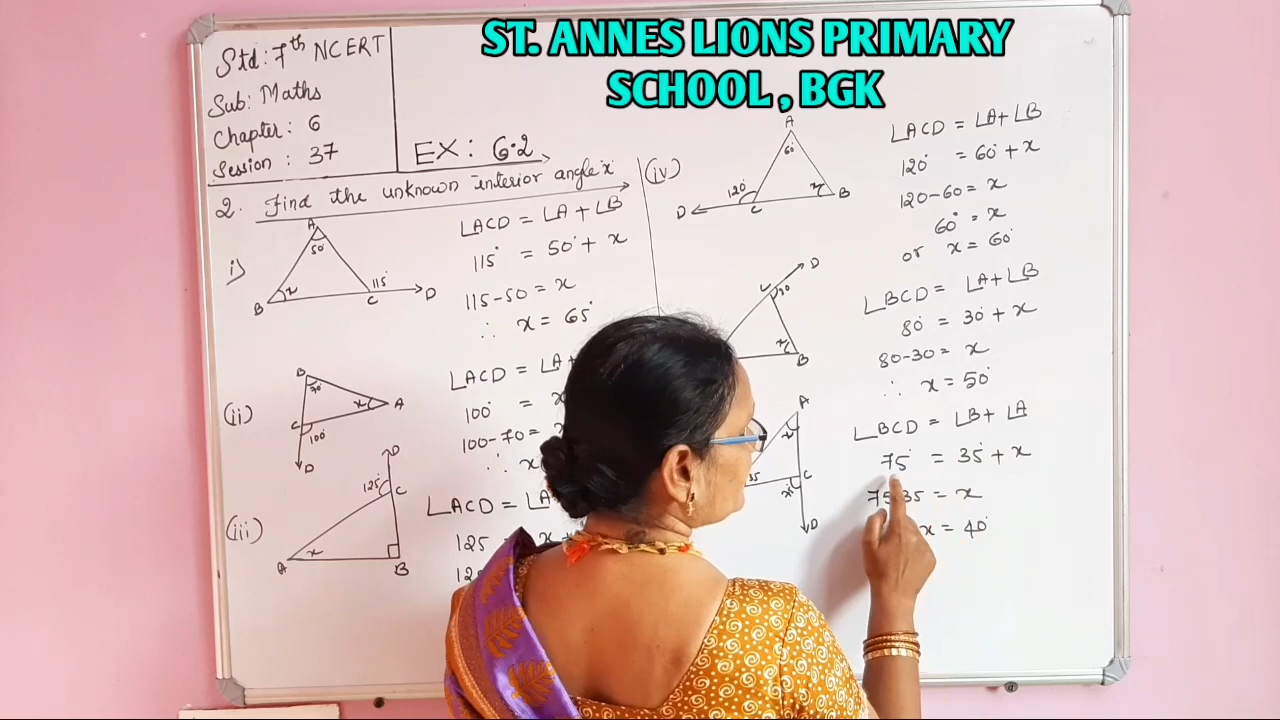 ST. ANNES LIONS PRIMARY
SCHOOL , BGK
Std: 7th NCERT
Sub: Maths
Chapter: 6
Session : 37
EX: 6.2
2. Find the unknown interior angle x
i)
A
50°
B
x
C
115°
D
∠ACD = ∠A + ∠B
115° = 50° + x
115-50 = x
∴ x = 65°
(ii)
B
70°
x
A
C
100°
D
∠ACD = ∠A +
100° =
100-70 =
∴ x
(iii)
D
125°
C
A
x
B
∠ACD = ∠A
125 = x +
(iv)
A
60°
120°
D
C
x
B
∠ACD = ∠A + ∠B
120° = 60° + x
120-60 = x
60° = x
or x = 60°
D
C
x
B
∠BCD = ∠A + ∠B
80° = 30° + x
80-30 = x
∴ x = 50°
A
x
35
C
D
∠BCD = ∠B + ∠A
75° = 35° + x
75 35 = x
x = 40°